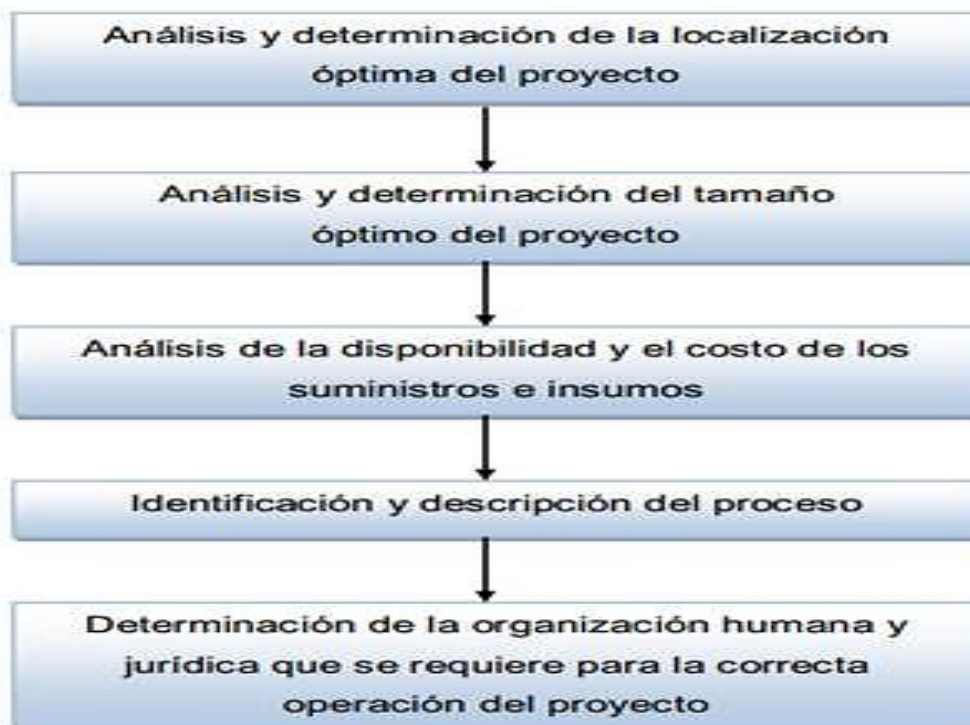 Análisis y determinación de la localización
óptima del proyecto
Análisis y determinación del tamaño
óptimo del proyecto
Análisis de la disponibilidad y el costo de los
suministros e insumos
Identificación y descripción del proceso
Determinación de la organización humana y
jurídica que se requiere para la correcta
operación del proyecto